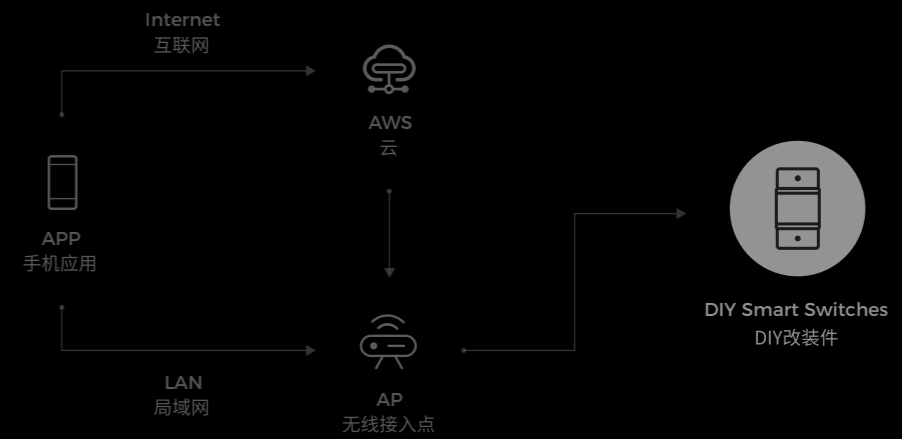 Internet
互联网
AWS
云
APP
手机应用
DIY Smart Switches
DIY改装件
LAN
局域网
AP
无线接入点